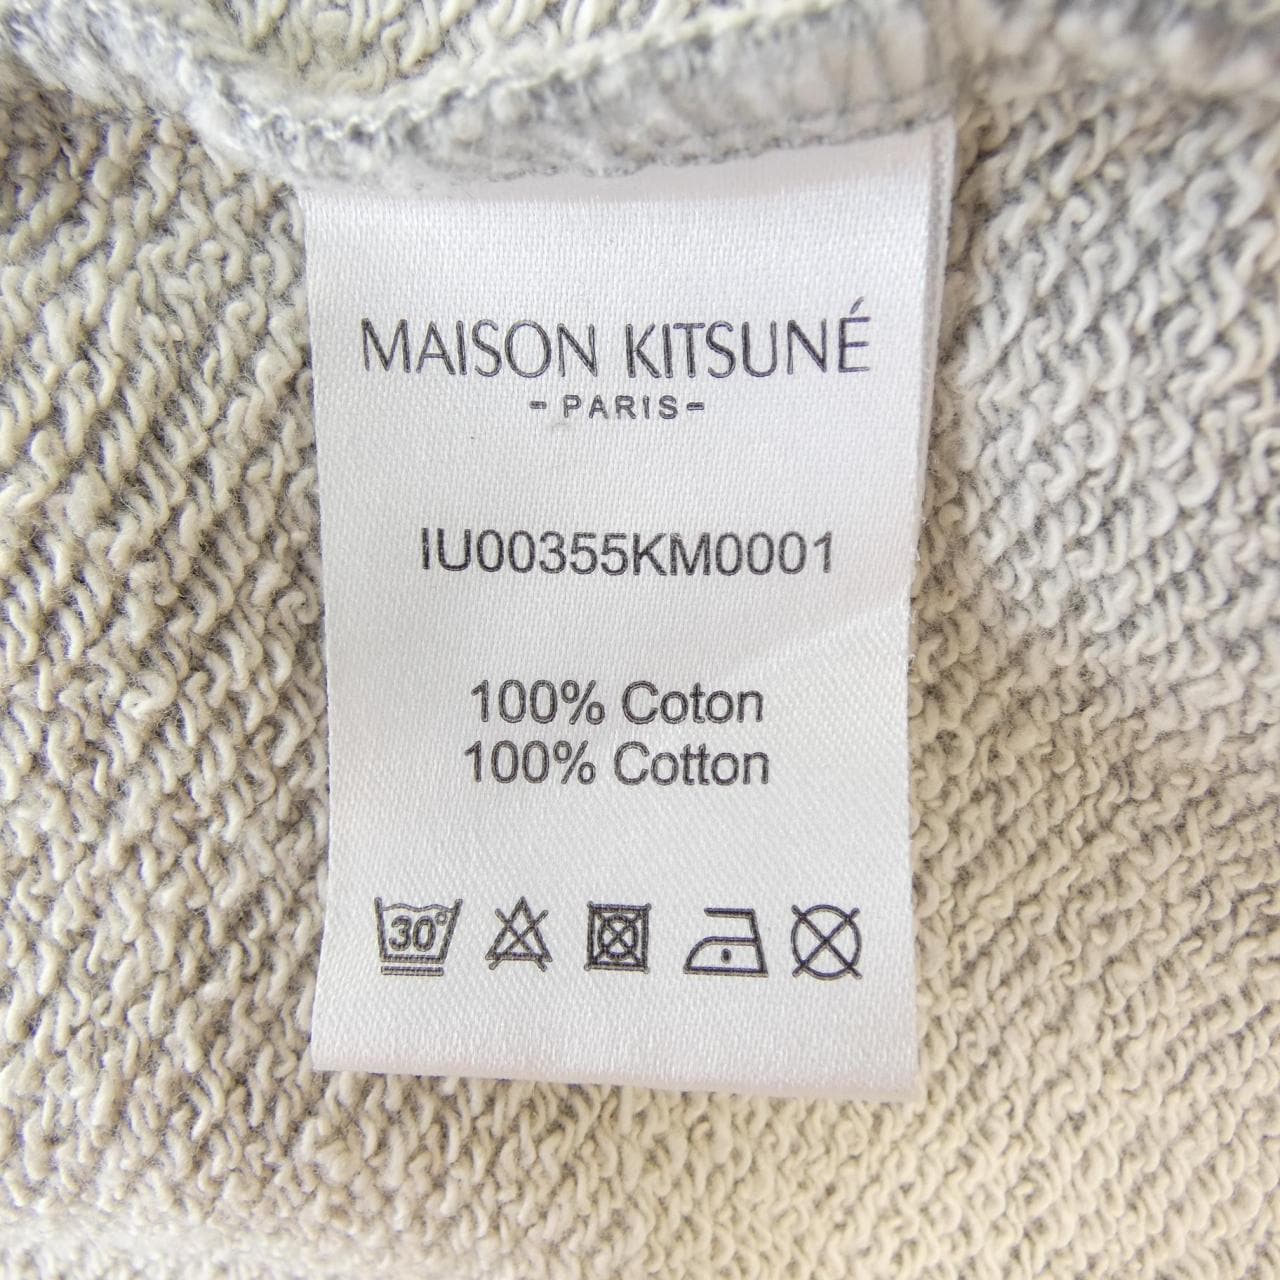 MAISON KITSUNÉ
-PARIS-
IU00355KM0001
100% Coton
100% Cotton
30°